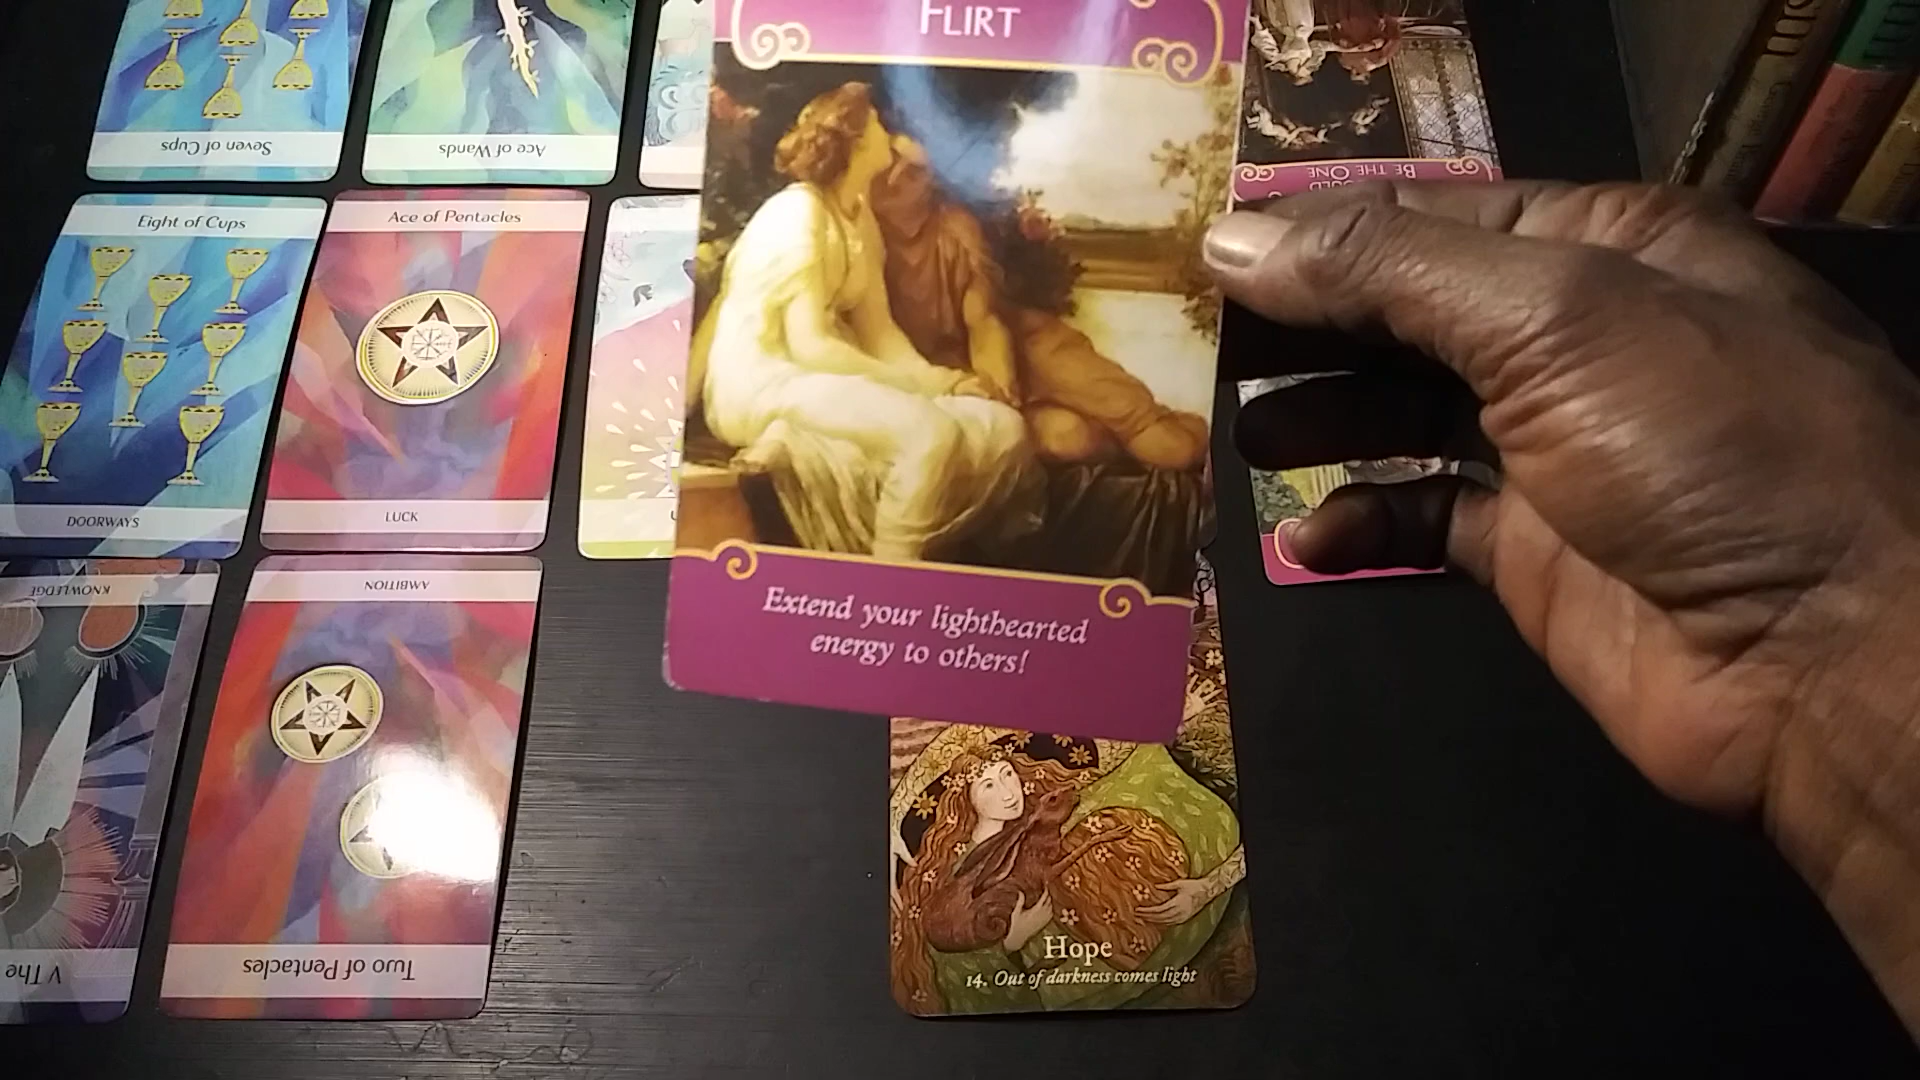 FLIRT
Extend your lighthearted
energy to others!
Seven of Cups
Ace of Wands
BE THE ONE
Eight of Cups
DOORWAYS
Ace of Pentacles
LUCK
KNOWLEDGE
V The
AMBITION
Two of Pentacles
Hope
14. Out of darkness comes light